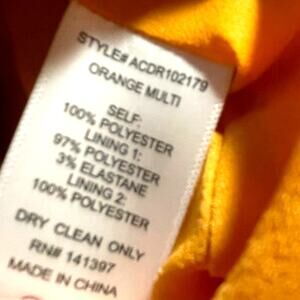 STYLE# ACDR102179
ORANGE MULTI
SELF:
100% POLYESTER
LINING 1:
97% POLYESTER
3% ELASTANE
LINING 2:
100% POLYESTER
DRY CLEAN ONLY
RN# 141397
MADE IN CHINA